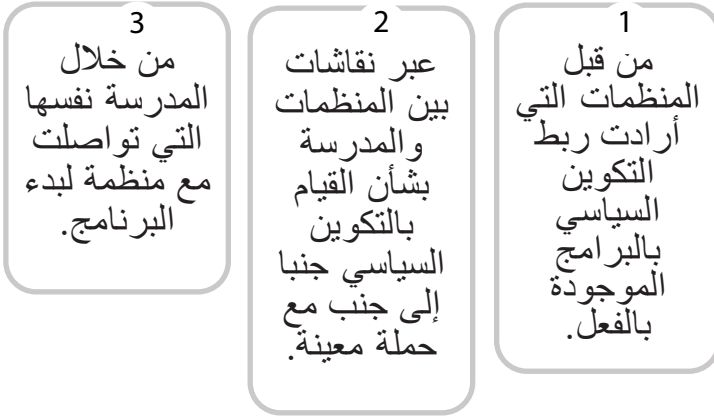 1
من قبل
المنظمات التي
أرادت ربط
التكوين
السياسي
بالبرامج
الموجودة
بالفعل.
2
عبر نقاشات
بين المنظمات
والمدرسة
بشأن القيام
بالتكوين
السياسي جنبا
إلى جنب مع
حملة معينة.
3
من خلال
المدرسة نفسها
التي تواصلت
مع منظمة لبدء
البرنامج.